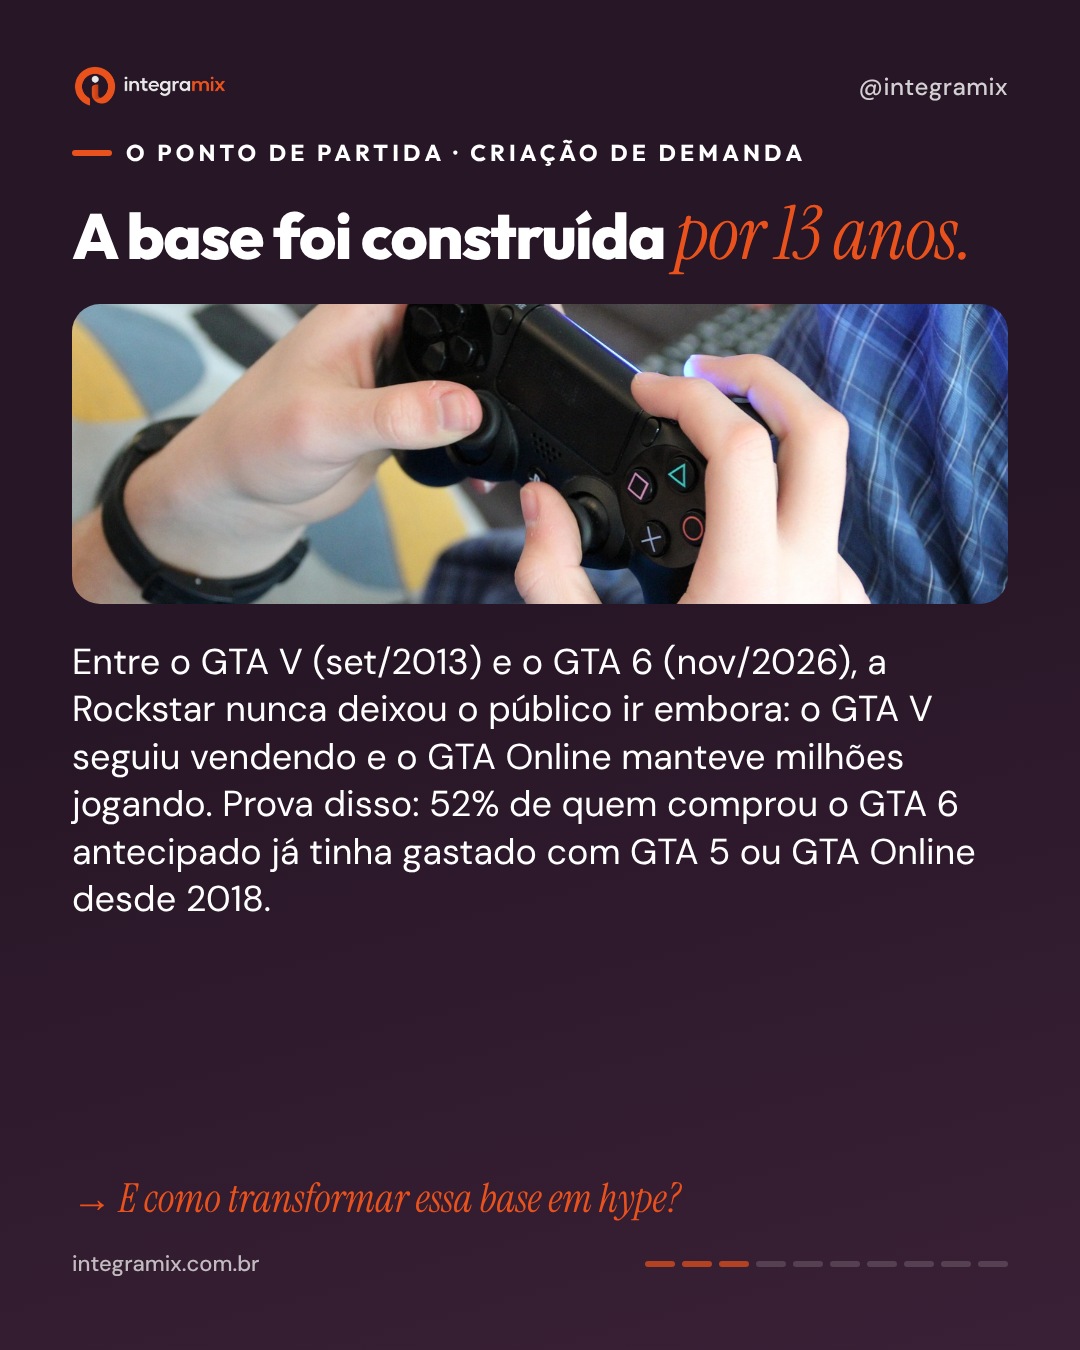 integramix
@integramix
O PONTO DE PARTIDA · CRIAÇÃO DE DEMANDA
A base foi construída por 13 anos.
Entre o GTA V (set/2013) e o GTA 6 (nov/2026), a
Rockstar nunca deixou o público ir embora: o GTA V
seguiu vendendo e o GTA Online manteve milhões
jogando. Prova disso: 52% de quem comprou o GTA 6
antecipado já tinha gastado com GTA 5 ou GTA Online
desde 2018.
→ E como transformar essa base em hype?
integramix.com.br